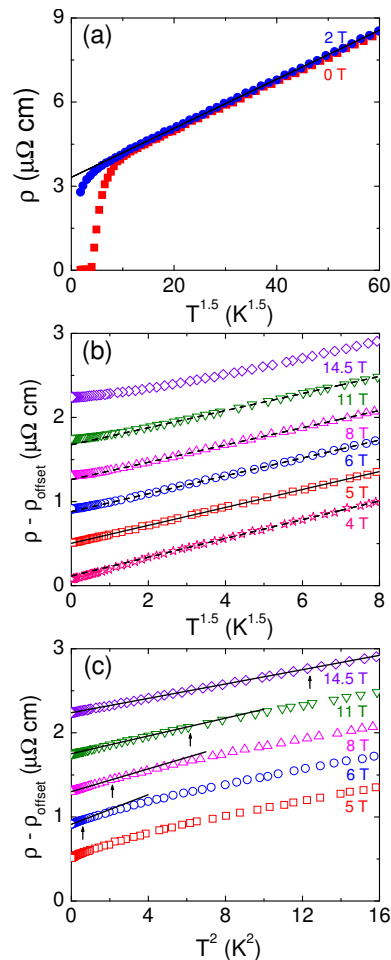 (a)
2 T
0 T
9
6
3
0
ρ (μΩ cm)
0 20 40 60
T^1.5 (K^1.5)
(b)
3
2
1
0
ρ - ρ_offset (μΩ cm)
14.5 T
11 T
8 T
6 T
5 T
4 T
0 2 4 6 8
T^1.5 (K^1.5)
(c)
3
2
1
0
ρ - ρ_offset (μΩ cm)
14.5 T
11 T
8 T
6 T
5 T
0 4 8 12 16
T^2 (K^2)